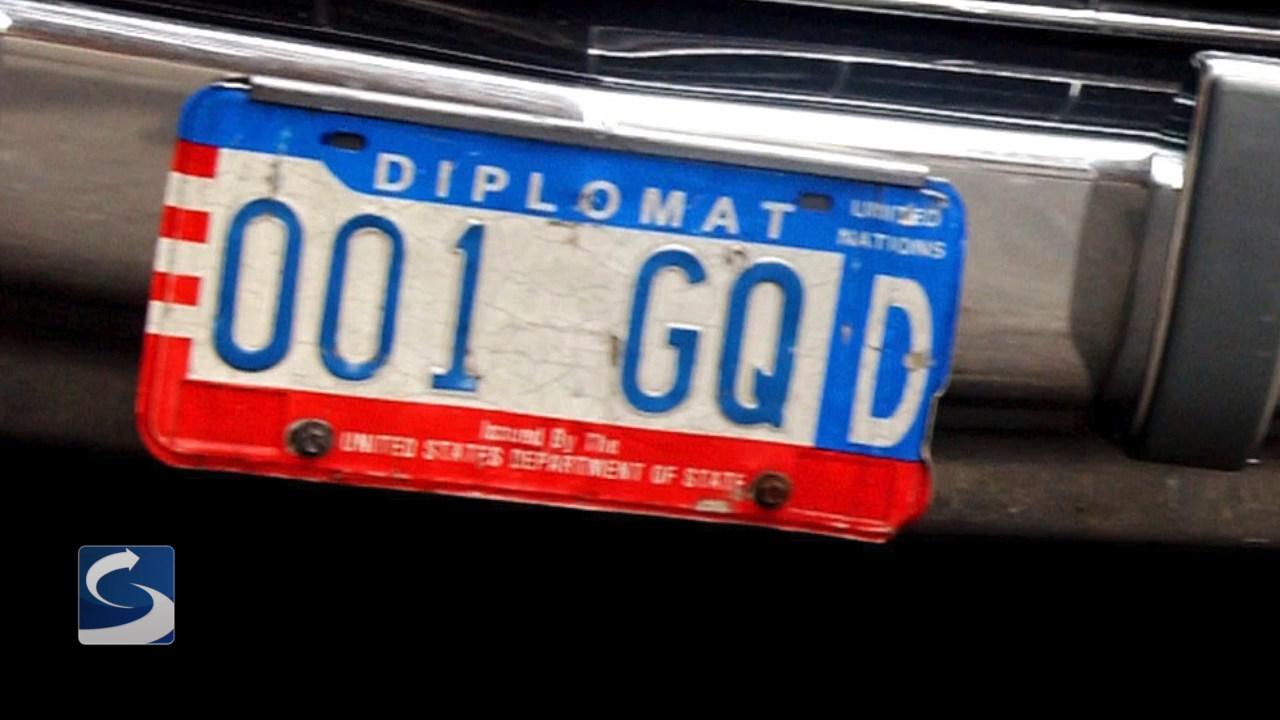 DIPLOMAT
UNITED
NATIONS
001 GQ D
Issued By The
UNITED STATES DEPARTMENT OF STATE